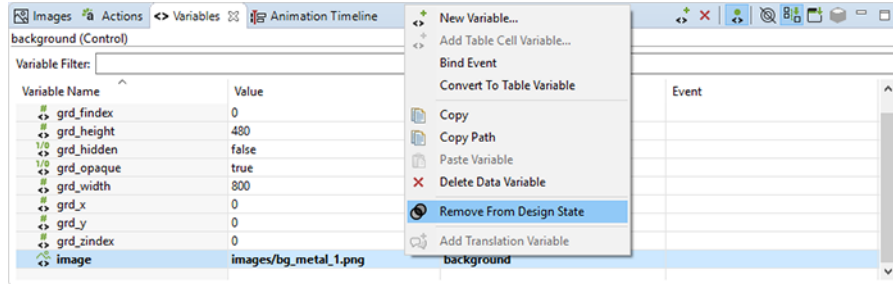 Images *a Actions <> Variables Animation Timeline
background (Control)
Variable Filter:
Variable Name Value Event
grd_findex 0
grd_height 480
grd_hidden false
grd_opaque true
grd_width 800
grd_x 0
grd_y 0
grd_zindex 0
image images/bg_metal_1.png background
New Variable...
Add Table Cell Variable...
Bind Event
Convert To Table Variable
Copy
Copy Path
Paste Variable
Delete Data Variable
Remove From Design State
Add Translation Variable